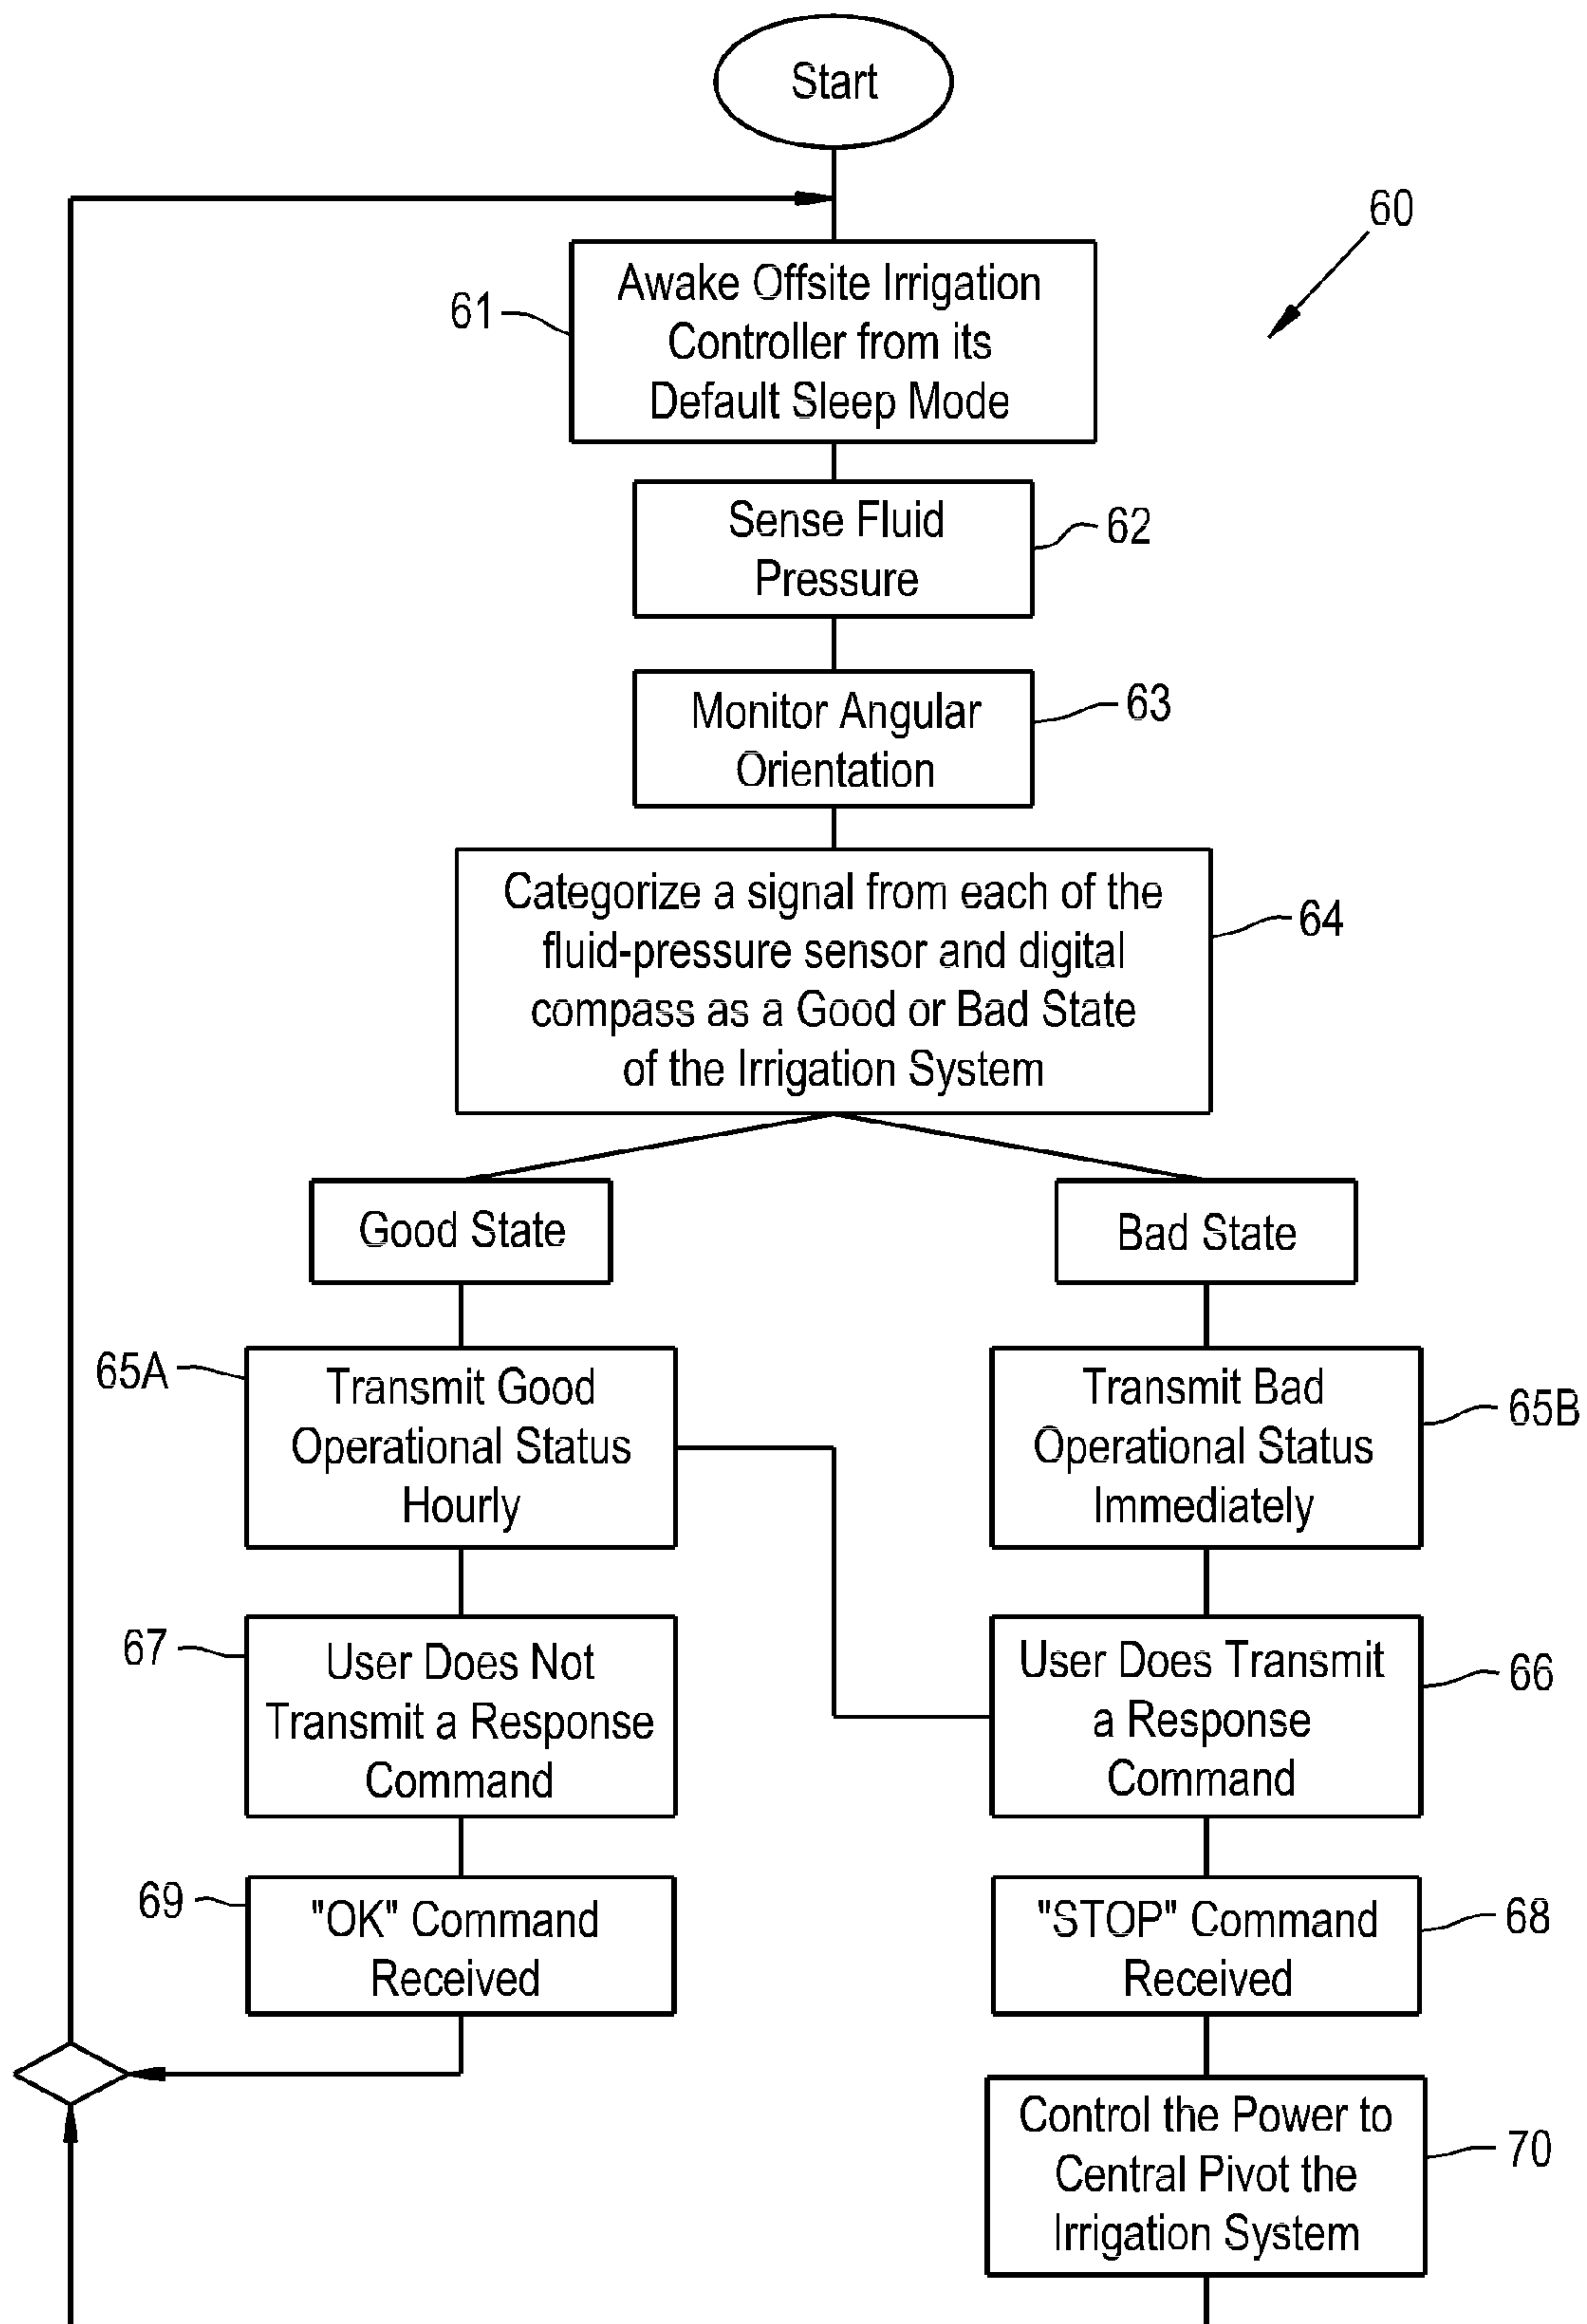 Start
60
61
Awake Offsite Irrigation
Controller from its
Default Sleep Mode
Sense Fluid
Pressure
62
Monitor Angular
Orientation
63
Categorize a signal from each of the
fluid-pressure sensor and digital
compass as a Good or Bad State
of the Irrigation System
64
Good State
Bad State
65A
Transmit Good
Operational Status
Hourly
Transmit Bad
Operational Status
Immediately
65B
67
User Does Not
Transmit a Response
Command
User Does Transmit
a Response
Command
66
69
"OK" Command
Received
"STOP" Command
Received
68
Control the Power to
Central Pivot the
Irrigation System
70